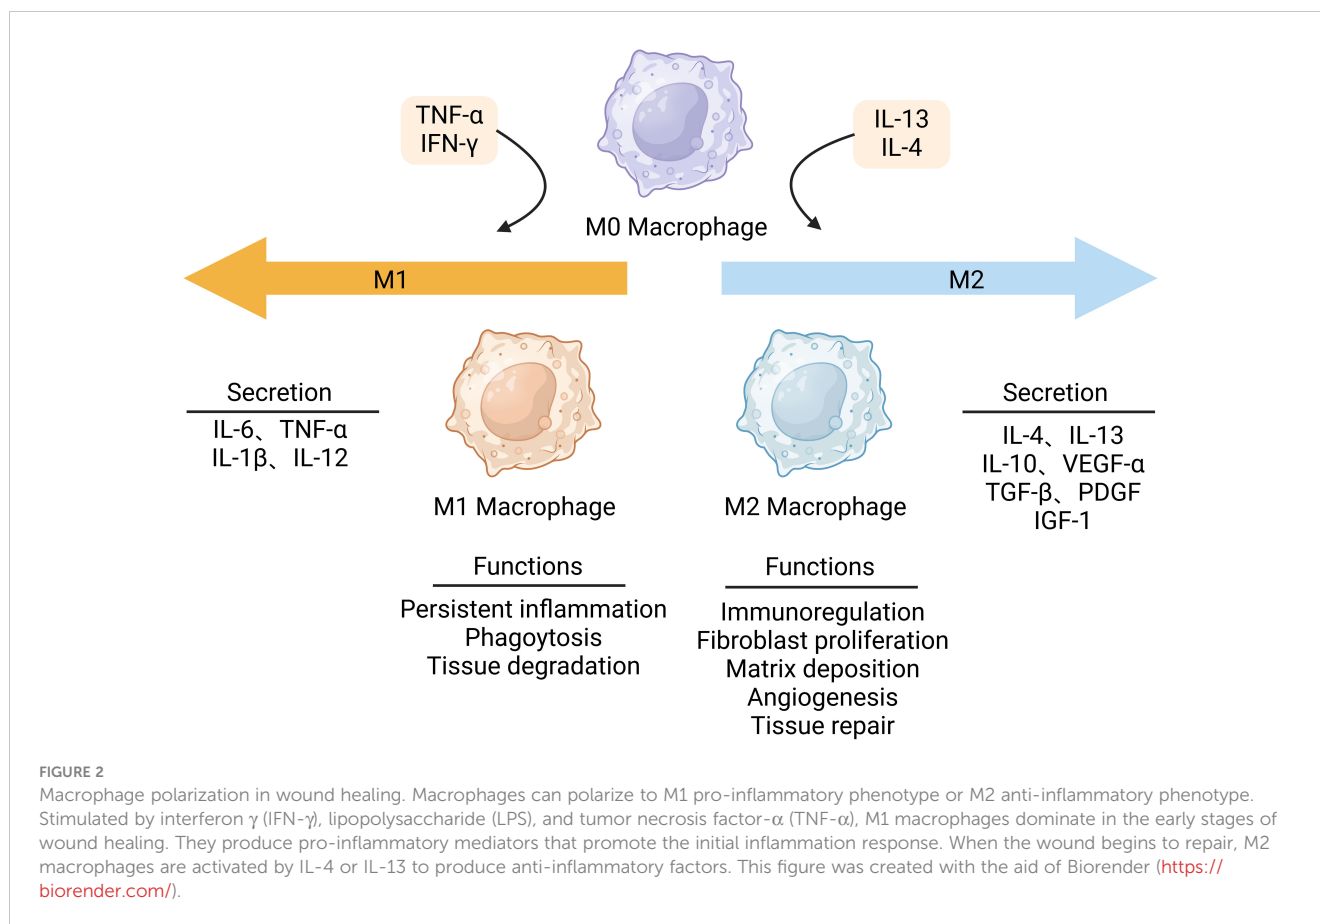 TNF-α
IFN-γ
IL-13
IL-4
M0 Macrophage
M1
M2
Secretion
IL-6、TNF-α
IL-1β、IL-12
M1 Macrophage
M2 Macrophage
Secretion
IL-4、IL-13
IL-10、VEGF-α
TGF-β、PDGF
IGF-1
Functions
Persistent inflammation
Phagoytosis
Tissue degradation
Functions
Immunoregulation
Fibroblast proliferation
Matrix deposition
Angiogenesis
Tissue repair
FIGURE 2
Macrophage polarization in wound healing. Macrophages can polarize to M1 pro-inflammatory phenotype or M2 anti-inflammatory phenotype.
Stimulated by interferon γ (IFN-γ), lipopolysaccharide (LPS), and tumor necrosis factor-α (TNF-α), M1 macrophages dominate in the early stages of
wound healing. They produce pro-inflammatory mediators that promote the initial inflammation response. When the wound begins to repair, M2
macrophages are activated by IL-4 or IL-13 to produce anti-inflammatory factors. This figure was created with the aid of Biorender (https://
biorender.com/).